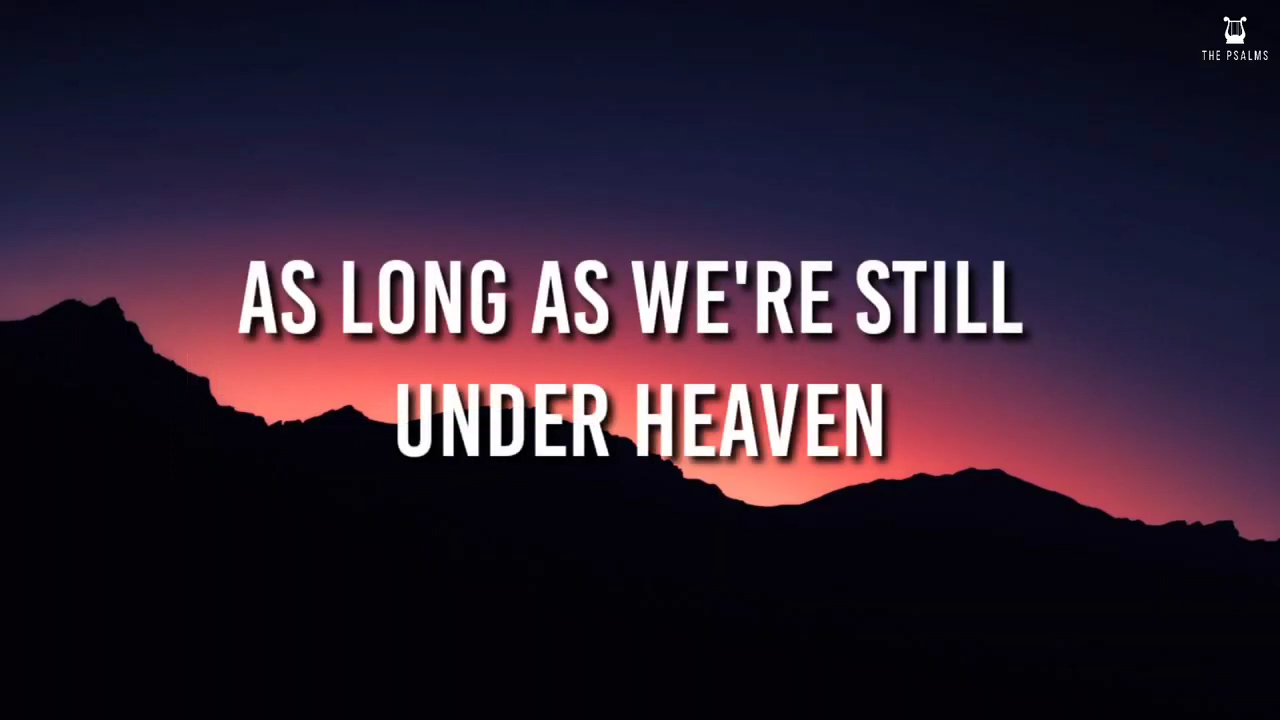 THE PSALMS
AS LONG AS WE'RE STILL
UNDER HEAVEN